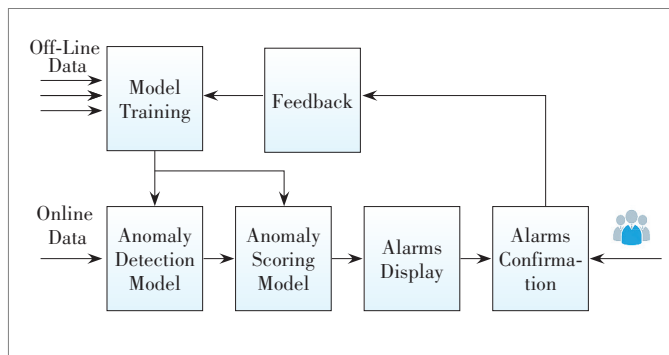 Off-Line
Data
Model
Training
Feedback
Online
Data
Anomaly
Detection
Model
Anomaly
Scoring
Model
Alarms
Display
Alarms
Confirma-
tion